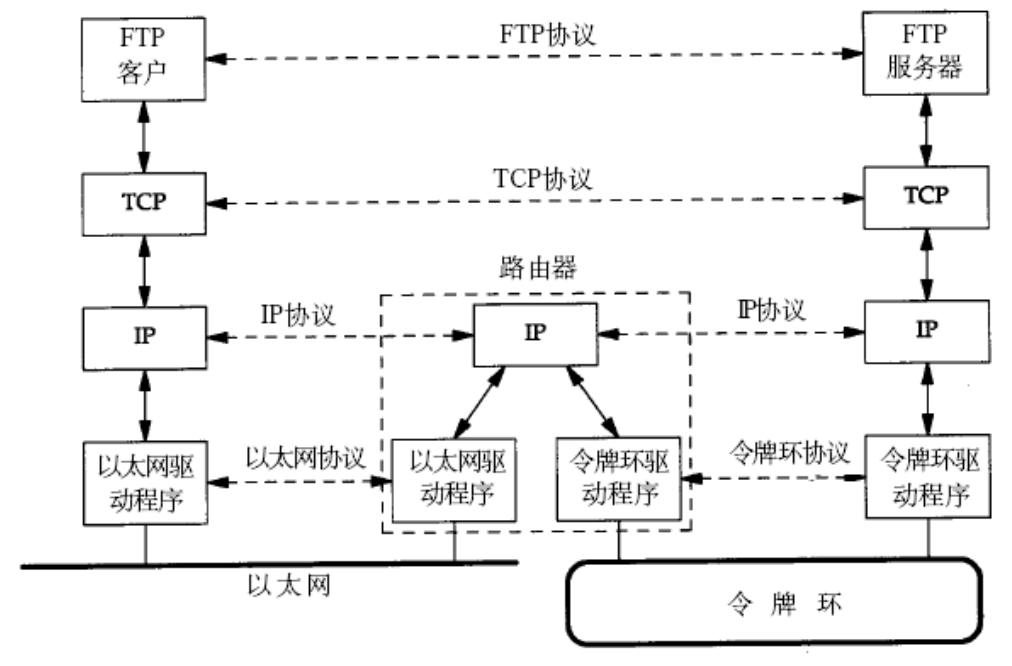 FTP
客户
FTP协议
FTP
服务器
TCP
TCP协议
TCP
路由器
IP
IP协议
IP
IP协议
IP
以太网驱
动程序
以太网协议
以太网驱
动程序
令牌环驱
动程序
令牌环协议
令牌环驱
动程序
以太网
令牌环